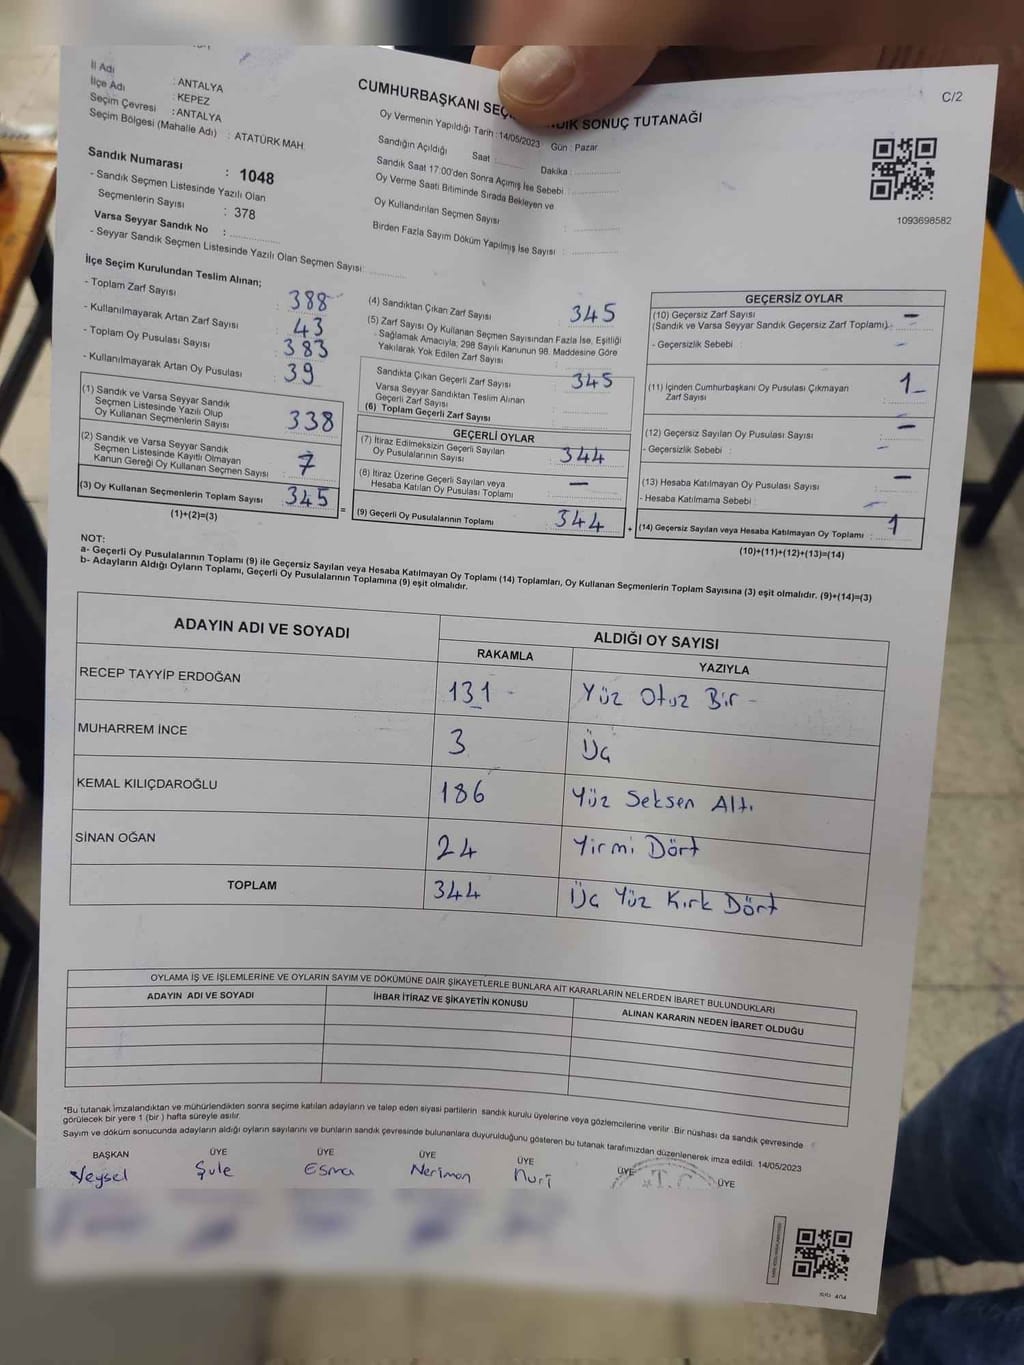 İl Adı : ANTALYA
İlçe Adı : KEPEZ
Seçim Çevresi : ANTALYA
Seçim Bölgesi (Mahalle Adı) : ATATÜRK MAH.
Sandık Numarası : 1048
- Sandık Seçmen Listesinde Yazılı Olan
Seçmenlerin Sayısı : 378
Varsa Seyyar Sandık No :
- Seyyar Sandık Seçmen Listesinde Yazılı Olan Seçmen Sayısı:
CUMHURBAŞKANI SEÇ
DIK SONUÇ TUTANAĞI
C/2
Oy Vermenin Yapıldığı Tarih : 14/05/2023 Gün : Pazar
Sandığın Açıldığı Saat : Dakika :
Sandık Saat 17:00'den Sonra Açımış İse Sebebi :
Oy Verme Saati Bitiminde Sırada Bekleyen ve
Oy Kullandırılan Seçmen Sayısı :
Birden Fazla Sayım Döküm Yapılmış İse Sayısı :
1093698582
İlçe Seçim Kurulundan Teslim Alınan;
- Toplam Zarf Sayısı : 388
- Kullanılmayarak Artan Zarf Sayısı : 43
- Toplam Oy Pusulası Sayısı : 383
- Kullanılmayarak Artan Oy Pusulası : 39
(1) Sandık ve Varsa Seyyar Sandık
Seçmen Listesinde Yazılı Olup
Oy Kullanan Seçmenlerin Sayısı : 338
(2) Sandık ve Varsa Seyyar Sandık
Seçmen Listesinde Kayıtlı Olmayan
Kanun Gereği Oy Kullanan Seçmen Sayısı : 7
(3) Oy Kullanan Seçmenlerin Toplam Sayısı : 345
(1)+(2)=(3)
=
(4) Sandıktan Çıkan Zarf Sayısı : 345
(5) Zarf Sayısı Oy Kullanan Seçmen Sayısından Fazla İse, Eşitliği
- Sağlamak Amacıyla; 298 Sayılı Kanunun 98. Maddesine Göre
Yakılarak Yok Edilen Zarf Sayısı :
Sandıkta Çıkan Geçerli Zarf Sayısı : 345
Varsa Seyyar Sandıktan Teslim Alınan
Geçerli Zarf Sayısı :
(6) Toplam Geçerli Zarf Sayısı :
GEÇERLİ OYLAR
(7) İtiraz Edilmeksizin Geçerli Sayılan
Oy Pusulalarının Sayısı : 344
(8) İtiraz Üzerine Geçerli Sayılan veya
Hesaba Katılan Oy Pusulası Toplamı : —
(9) Geçerli Oy Pusulalarının Toplamı : 344
+
GEÇERSİZ OYLAR
(10) Geçersiz Zarf Sayısı : —
(Sandık ve Varsa Seyyar Sandık Geçersiz Zarf Toplamı)
- Geçersizlik Sebebi : —
(11) İçinden Cumhurbaşkanı Oy Pusulası Çıkmayan
Zarf Sayısı : 1
(12) Geçersiz Sayılan Oy Pusulası Sayısı : —
- Geçersizlik Sebebi : —
(13) Hesaba Katılmayan Oy Pusulası Sayısı : —
- Hesaba Katılmama Sebebi : —
(14) Geçersiz Sayılan veya Hesaba Katılmayan Oy Toplamı : 1
(10)+(11)+(12)+(13)=(14)
NOT:
a- Geçerli Oy Pusulalarının Toplamı (9) ile Geçersiz Sayılan veya Hesaba Katılmayan Oy Toplamı (14) Toplamları, Oy Kullanan Seçmenlerin Toplam Sayısına (3) eşit olmalıdır. (9)+(14)=(3)
b- Adayların Aldığı Oyların Toplamı, Geçerli Oy Pusulalarının Toplamına (9) eşit olmalıdır.
ADAYIN ADI VE SOYADI ALDIĞI OY SAYISI
RAKAMLA YAZIYLA
RECEP TAYYİP ERDOĞAN 131 - Yüz Otuz Bir -
MUHARREM İNCE 3 Üç
KEMAL KILIÇDAROĞLU 186 Yüz Seksen Altı
SİNAN OĞAN 24 Yirmi Dört
TOPLAM 344 Üç Yüz Kırk Dört
OYLAMA İŞ VE İŞLEMLERİNE VE OYLARIN SAYIM VE DÖKÜMÜNE DAİR ŞİKAYETLERLE BUNLARA AİT KARARLARIN NELERDEN İBARET BULUNDUKLARI
ADAYIN ADI VE SOYADI İHBAR İTİRAZ VE ŞİKAYETİN KONUSU ALINAN KARARIN NEDEN İBARET OLDUĞU
*Bu tutanak imzalandıktan ve mühürlendikten sonra seçime katılan adayların ve talep eden siyasi partilerin sandık kurulu üyelerine veya gözlemcilerine verilir .Bir nüshası da sandık çevresinde
görülecek bir yere 1 (bir ) hafta süreyle asılır.
Sayım ve döküm sonucunda adayların aldığı oyların sayılarını ve bunların sandık çevresinde bulunanlara duyurulduğunu gösteren bu tutanak tarafımızdan düzenlenerek imza edildi. 14/05/2023
BAŞKAN ÜYE ÜYE ÜYE ÜYE ÜYE ÜYE
Veysel Şule Esma Neriman Nuri
T.C.